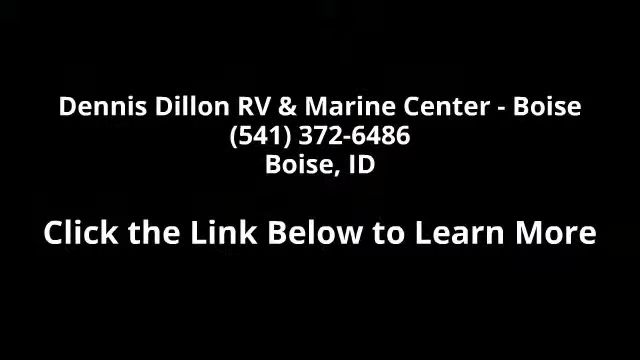 Dennis Dillon RV & Marine Center - Boise
(541) 372-6486
Boise, ID
Click the Link Below to Learn More